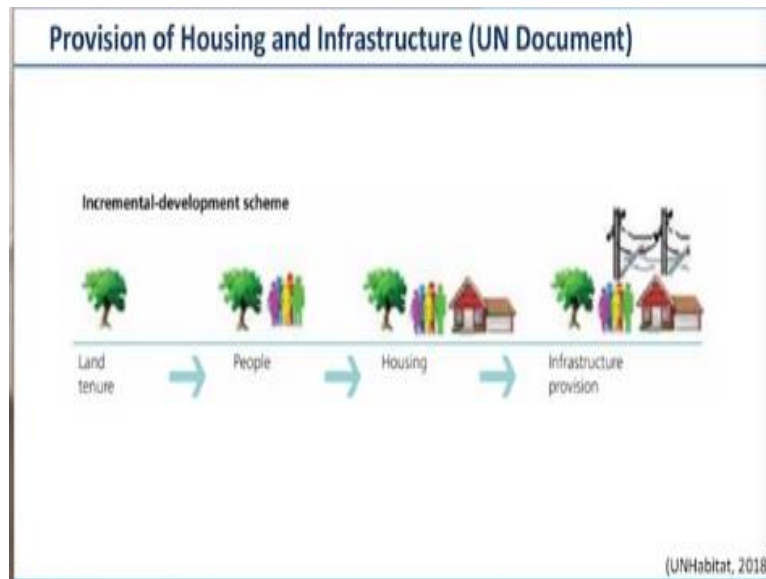 Provision of Housing and Infrastructure (UN Document)
Incremental-development scheme
Land
tenure
People
Housing
Infrastructure
provision
(UNHabitat, 2018